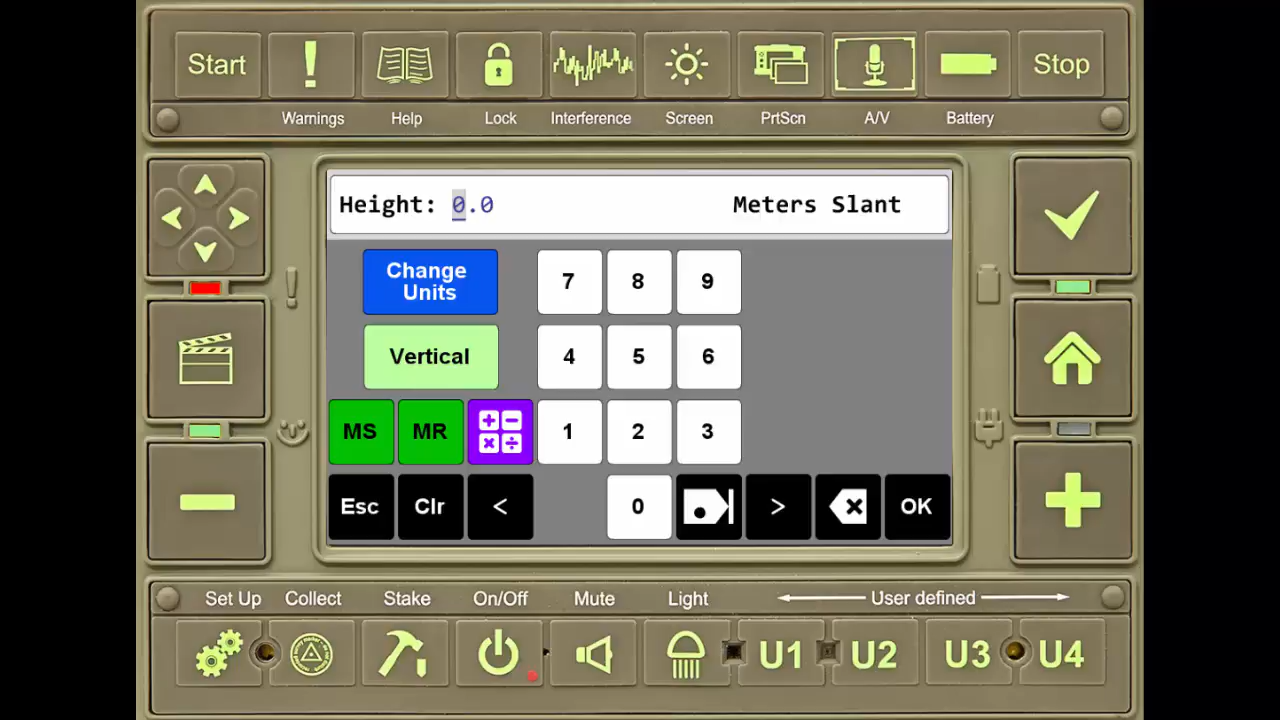 Start
Stop
Warnings
Help
Lock
Interference
Screen
PrtScn
A/V
Battery
Height: 0.0 Meters Slant
Change
Units
7 8 9
Vertical
4 5 6
MS MR 1 2 3
Esc Clr < 0 > OK
Set Up
Collect
Stake
On/Off
Mute
Light
User defined
U1 U2 U3 U4